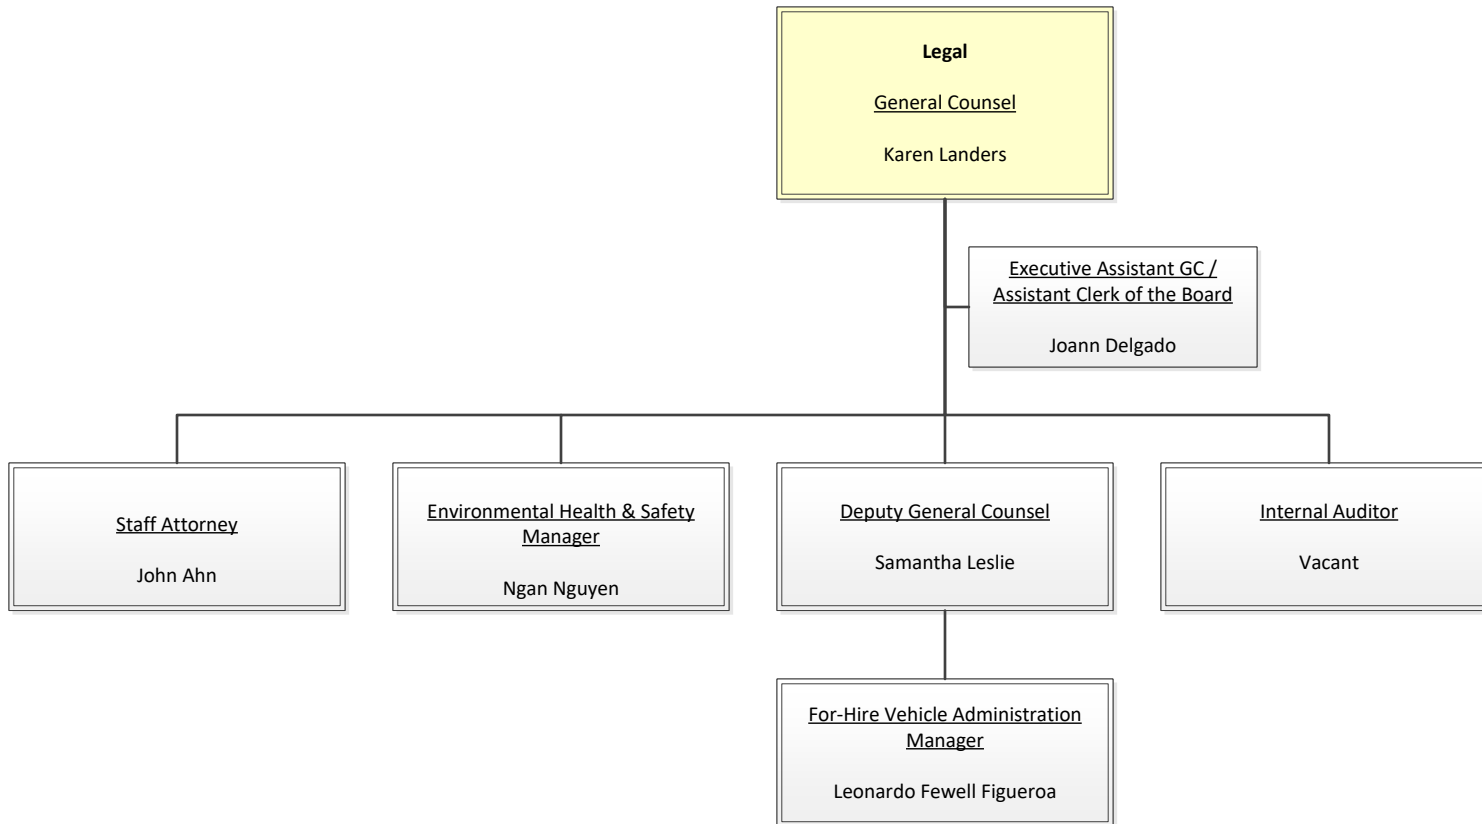 Legal
General Counsel
Karen Landers
Executive Assistant GC /
Assistant Clerk of the Board
Joann Delgado
Staff Attorney
John Ahn
Environmental Health & Safety
Manager
Ngan Nguyen
Deputy General Counsel
Samantha Leslie
Internal Auditor
Vacant
For-Hire Vehicle Administration
Manager
Leonardo Fewell Figueroa